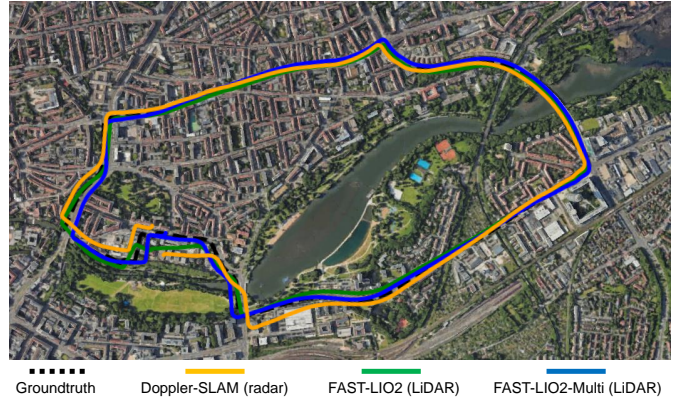 Groundtruth
Doppler-SLAM (radar)
FAST-LIO2 (LiDAR)
FAST-LIO2-Multi (LiDAR)